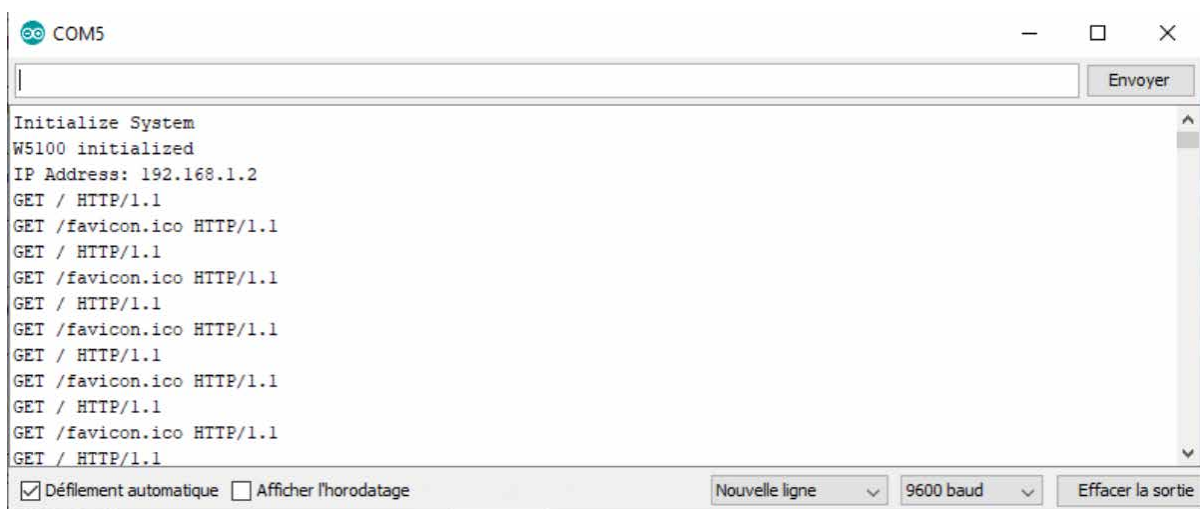 COM5
Envoyer
Initialize System
W5100 initialized
IP Address: 192.168.1.2
GET / HTTP/1.1
GET /favicon.ico HTTP/1.1
GET / HTTP/1.1
GET /favicon.ico HTTP/1.1
GET / HTTP/1.1
GET /favicon.ico HTTP/1.1
GET / HTTP/1.1
GET /favicon.ico HTTP/1.1
GET / HTTP/1.1
GET /favicon.ico HTTP/1.1
GET / HTTP/1.1
Défilement automatique Afficher l'horodatage Nouvelle ligne 9600 baud Effacer la sortie